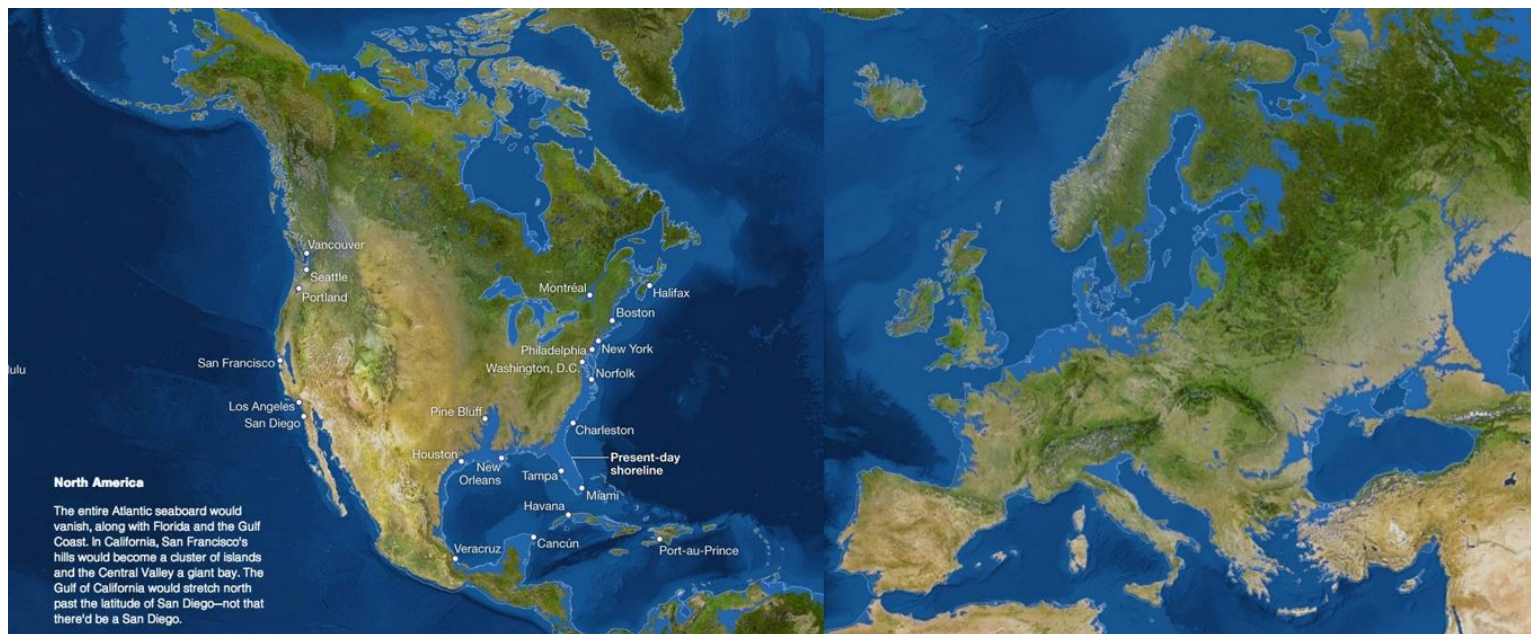 Vancouver
Seattle
Portland
Montréal
Halifax
Boston
Philadelphia
New York
San Francisco
Washington, D.C.
lulu
Norfolk
Los Angeles
Pine Bluff
San Diego
Charleston
Houston
New
Orleans
Present-day
shoreline
Tampa
Miami
Havana
Cancún
Veracruz
Port-au-Prince
North America
The entire Atlantic seaboard would
vanish, along with Florida and the Gulf
Coast. In California, San Francisco's
hills would become a cluster of islands
and the Central Valley a giant bay. The
Gulf of California would stretch north
past the latitude of San Diego—not that
there'd be a San Diego.